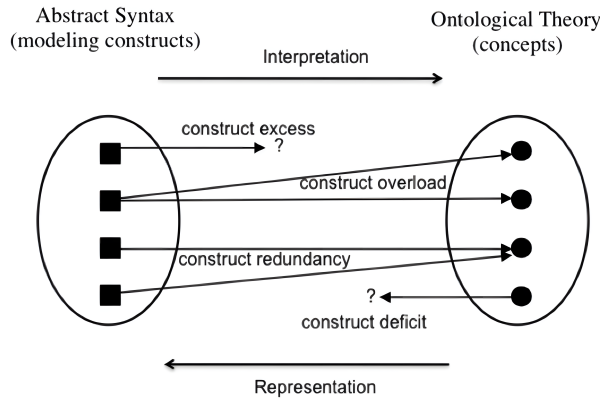 Abstract Syntax
(modeling constructs)
Ontological Theory
(concepts)
Interpretation
construct excess
?
construct overload
construct redundancy
?
construct deficit
Representation